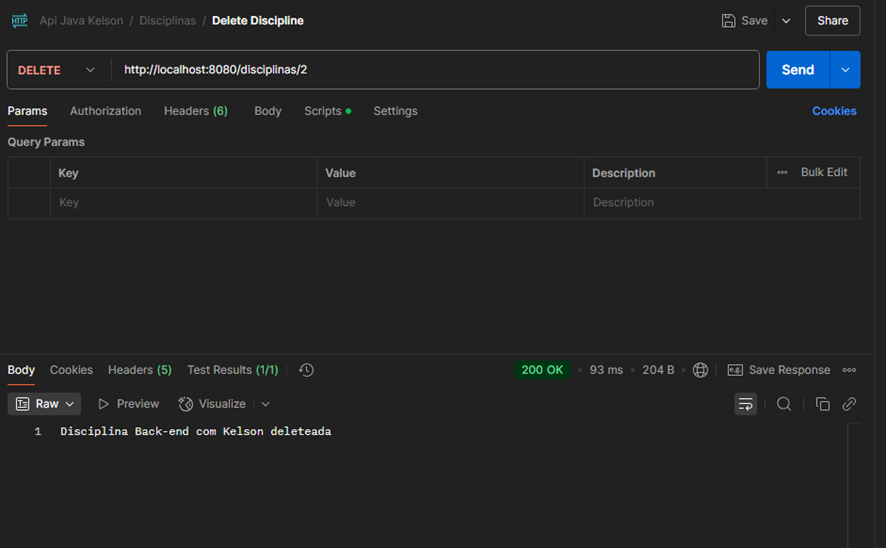 HTTP Api Java Kelson / Disciplinas / Delete Discipline Save Share
DELETE http://localhost:8080/disciplinas/2 Send
Params Authorization Headers (6) Body Scripts Settings Cookies
Query Params
Key Value Description ••• Bulk Edit
Key Value Description
Body Cookies Headers (5) Test Results (1/1) 200 OK • 93 ms • 204 B • e.g. Save Response •••
Raw Preview Visualize
1 Disciplina Back-end com Kelson deleteada